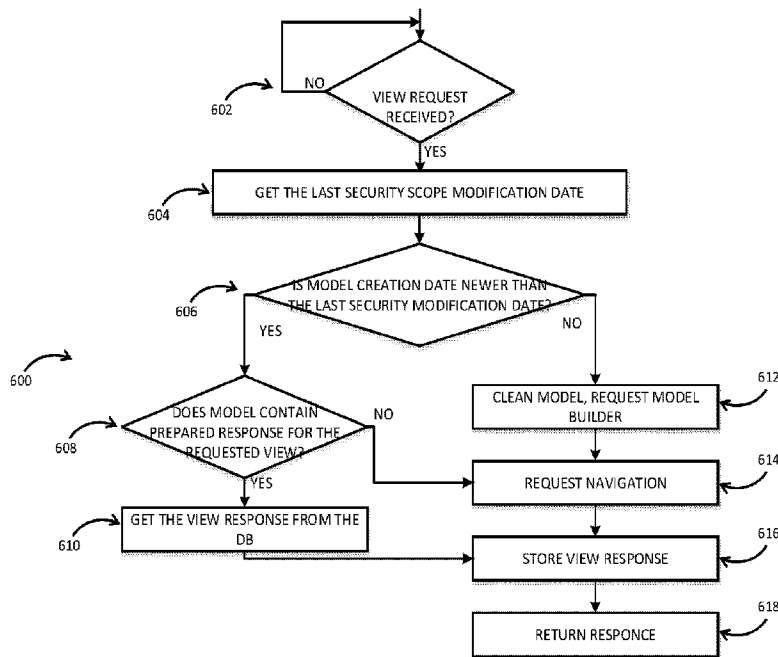 NO
602
VIEW REQUEST
RECEIVED?
YES
604
GET THE LAST SECURITY SCOPE MODIFICATION DATE
606
IS MODEL CREATION DATE NEWER THAN
THE LAST SECURITY MODIFICATION DATE?
YES
NO
600
612
CLEAN MODEL, REQUEST MODEL
BUILDER
608
DOES MODEL CONTAIN
PREPARED RESPONSE FOR THE
REQUESTED VIEW?
NO
YES
614
REQUEST NAVIGATION
610
GET THE VIEW RESPONSE FROM THE
DB
616
STORE VIEW RESPONSE
618
RETURN RESPONCE